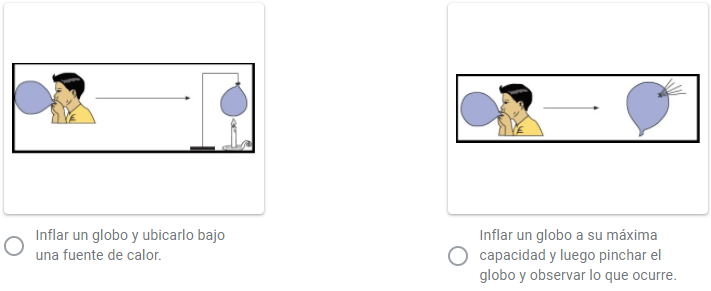 Inflar un globo y ubicarlo bajo
una fuente de calor.
Inflar un globo a su máxima
capacidad y luego pinchar el
globo y observar lo que ocurre.